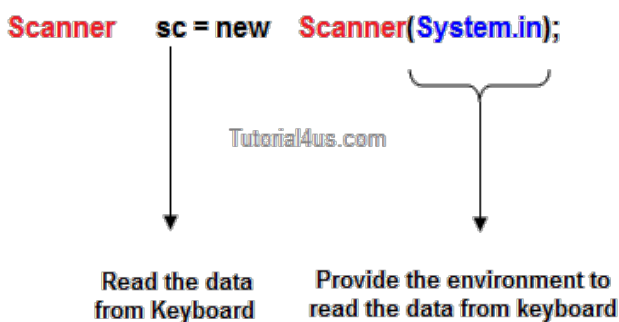 Scanner sc = new Scanner(System.in);
Tutorial4us.com
Read the data
from Keyboard
Provide the environment to
read the data from keyboard